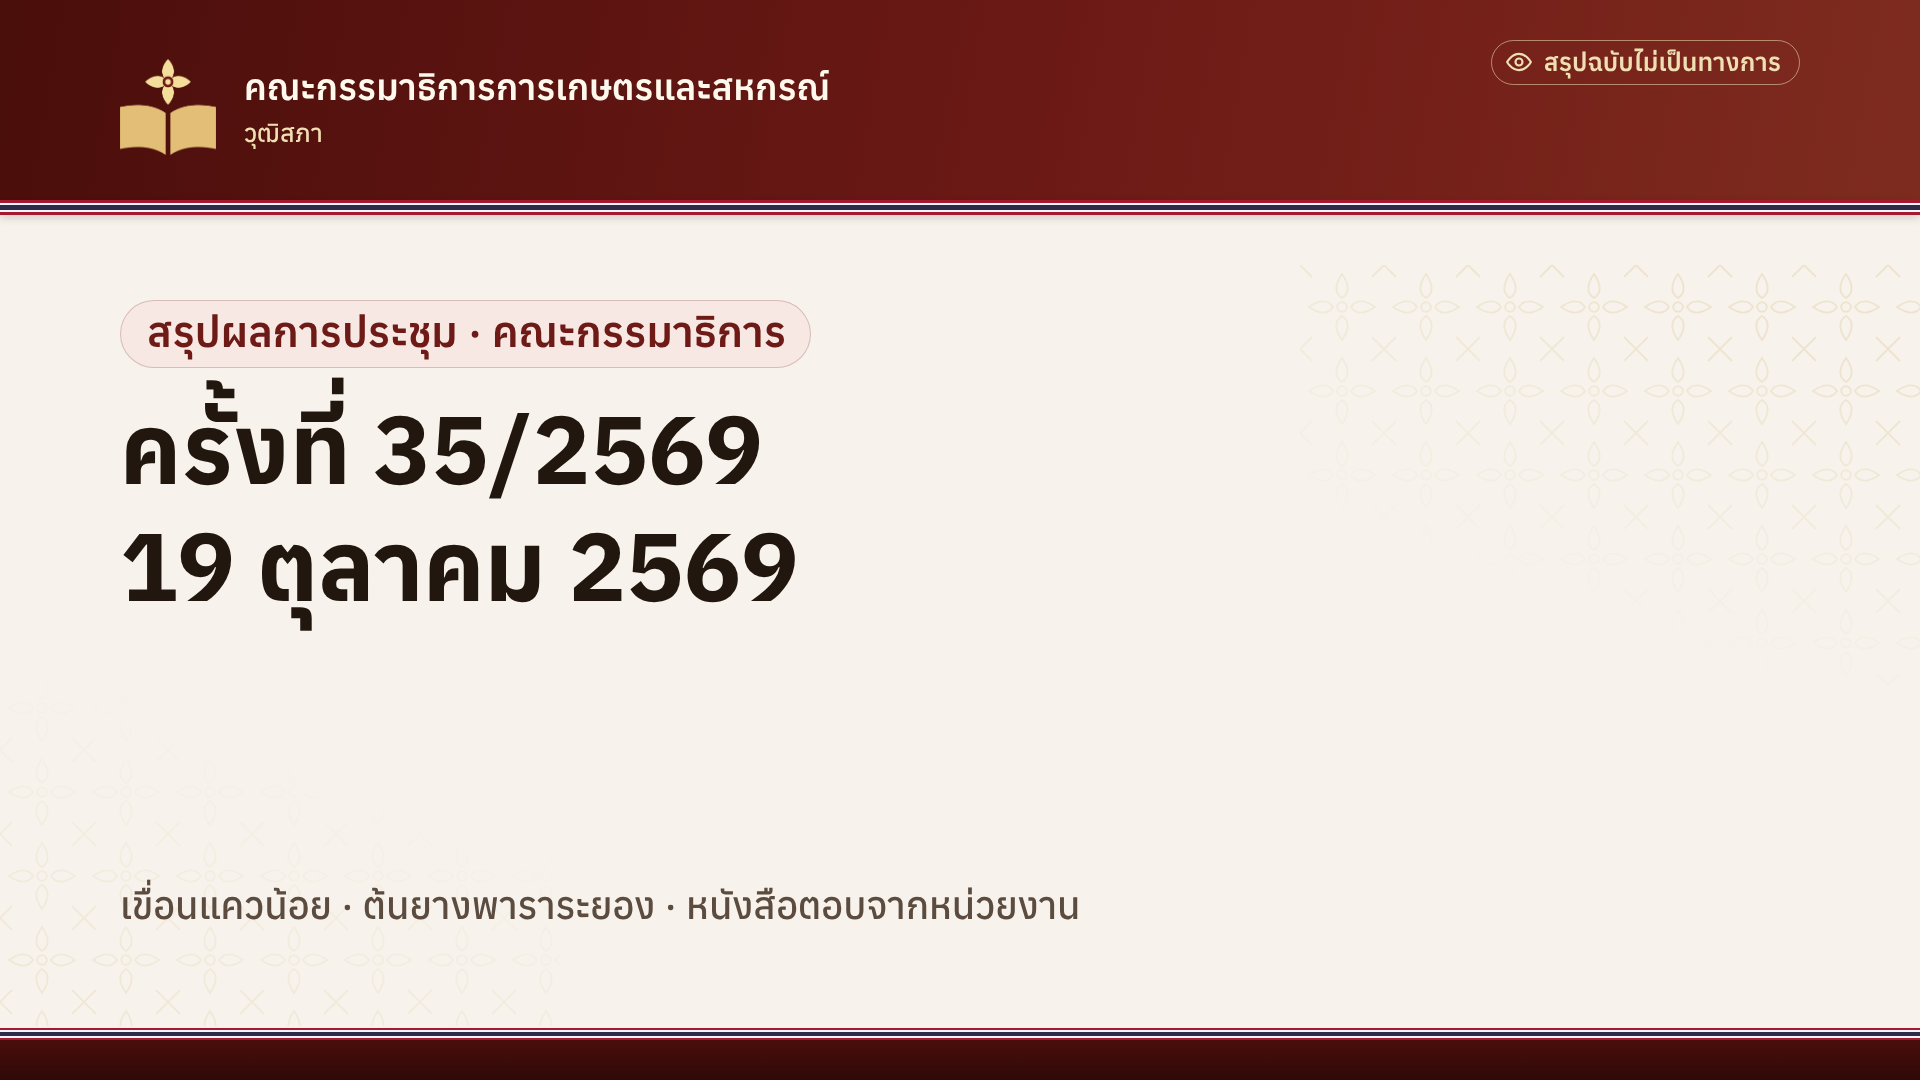 คณะกรรมาธิการการเกษตรและสหกรณ์
วุฒิสภา
สรุปฉบับไม่เป็นทางการ
สรุปผลการประชุม · คณะกรรมาธิการ
ครั้งที่ 35/2569
19 ตุลาคม 2569
เขื่อนแควน้อย · ต้นยางพาราระยอง · หนังสือตอบจากหน่วยงาน